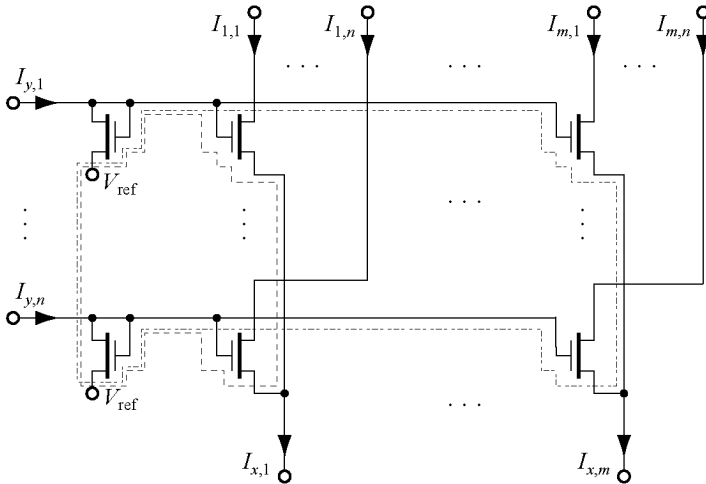 I1,1 I1,n Im,1 Im,n
. . . . . . . . .
Iy,1
Vref
. . .
Iy,n
Vref
. . .
Ix,1 Ix,m